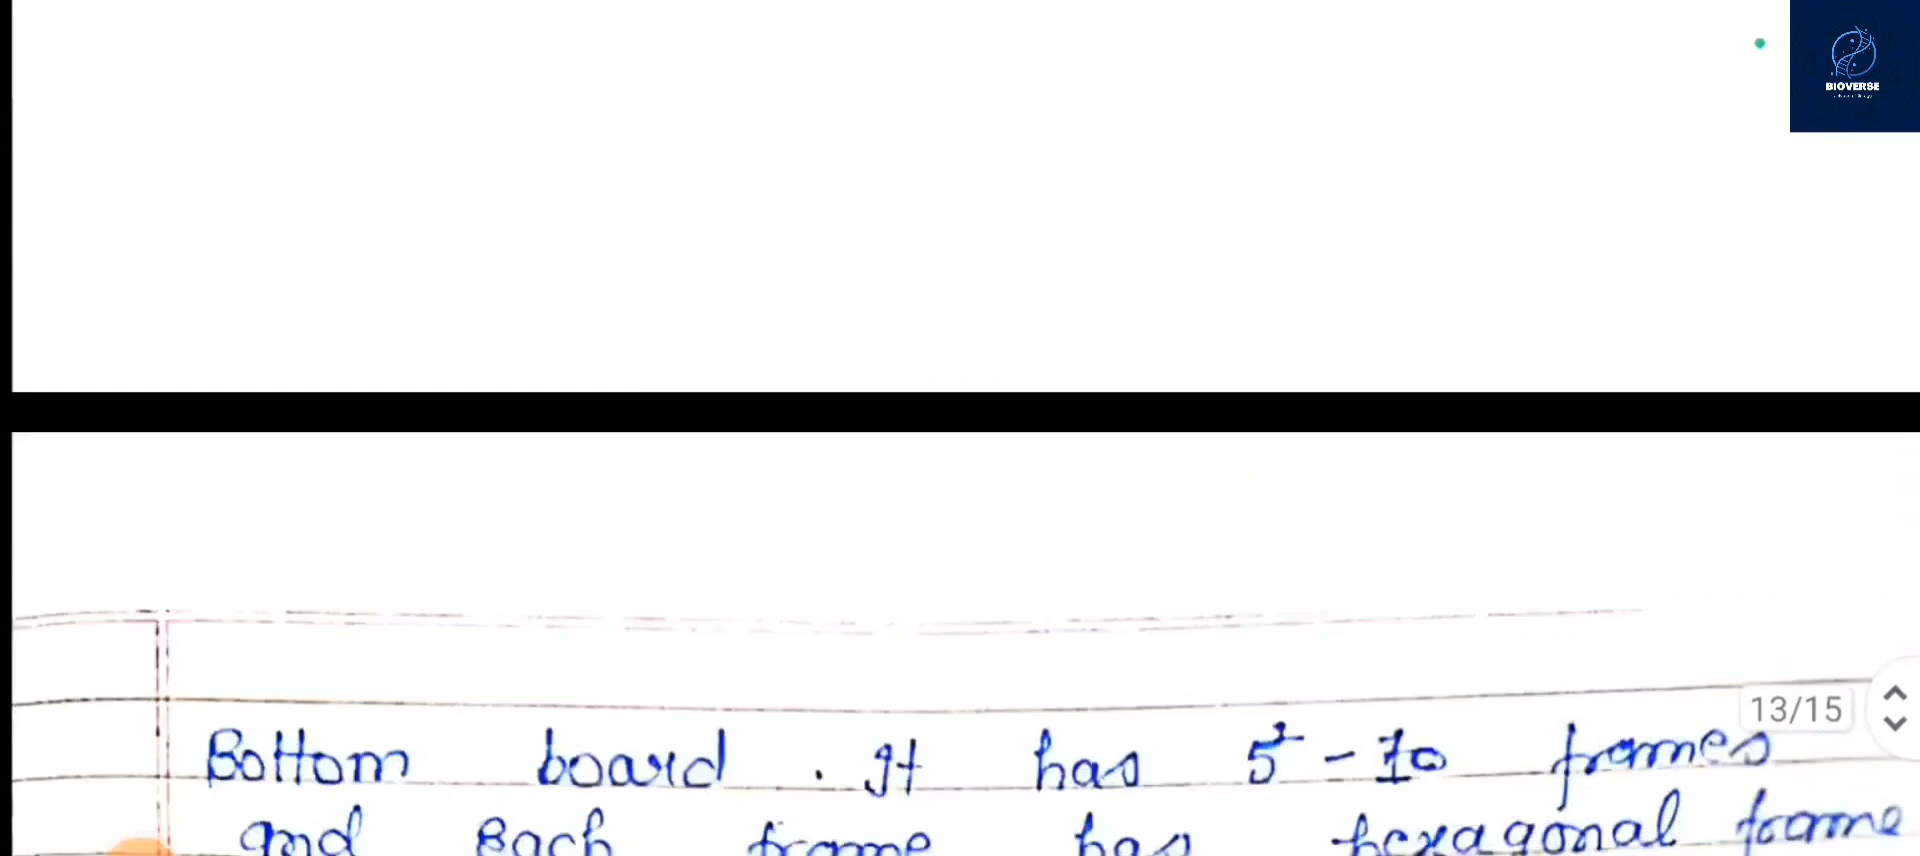 BIOVERSE
13/15
Bottom board . It has 5 - 10 frames
and Each frame has hexagonal frame